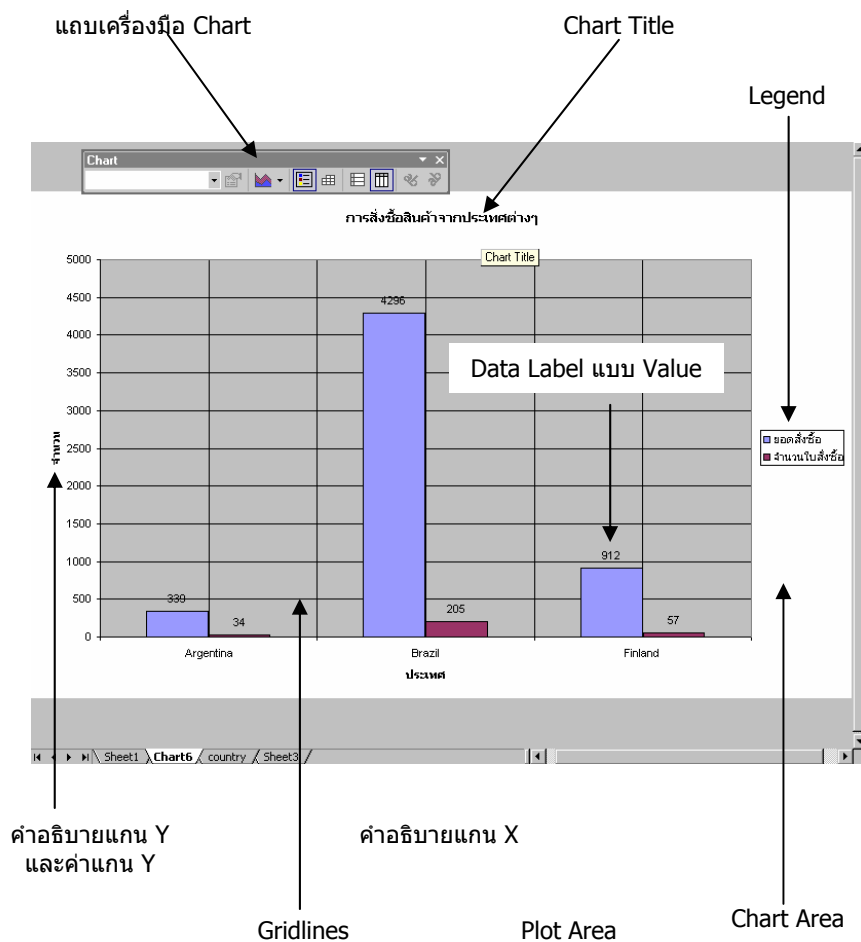 แถบเครื่องมือ Chart
Chart Title
Legend
Chart
การสั่งซื้อสินค้าจากประเทศต่างๆ
Chart Title
5000
4500
4000
3500
3000
2500
2000
1500
1000
500
0
จำนวน
4296
Data Label แบบ Value
912
339
34
205
57
ยอดสั่งซื้อ
จำนวนใบสั่งซื้อ
Argentina
Brazil
Finland
ประเทศ
Sheet1
Chart6
country
Sheet3
คำอธิบายแกน Y
และค่าแกน Y
คำอธิบายแกน X
Gridlines
Plot Area
Chart Area